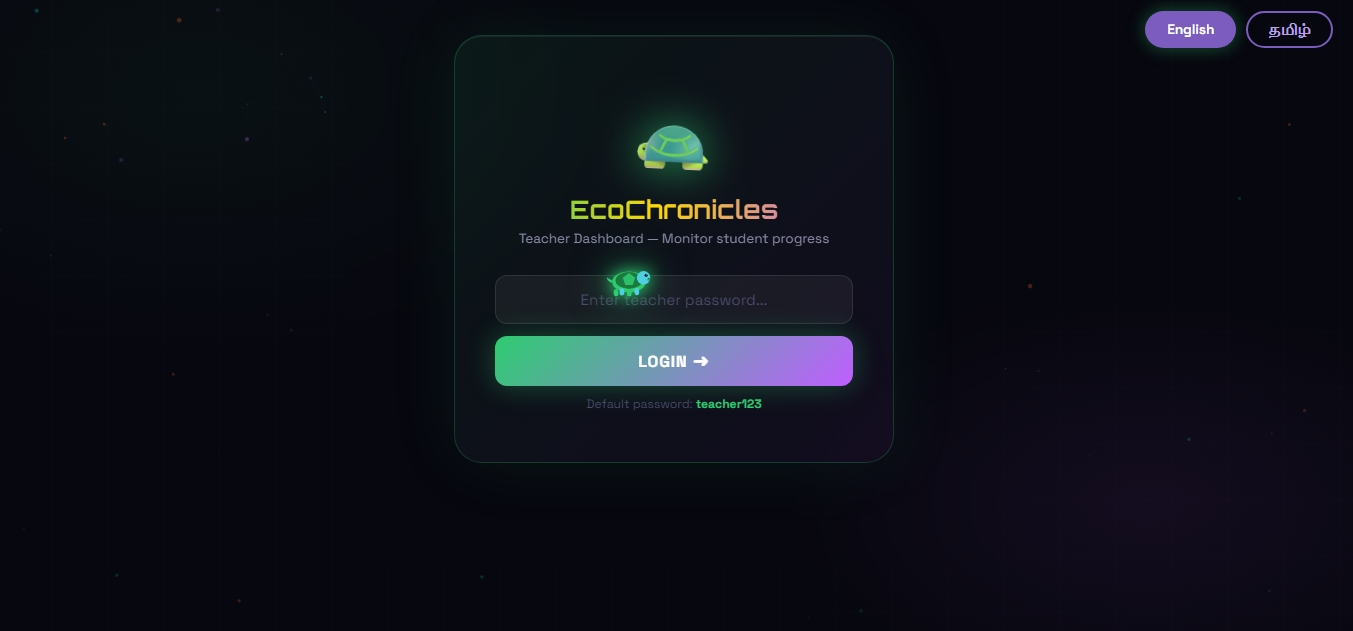 English
தமிழ்
EcoChronicles
Teacher Dashboard — Monitor student progress
Enter teacher password...
LOGIN ➜
Default password: teacher123